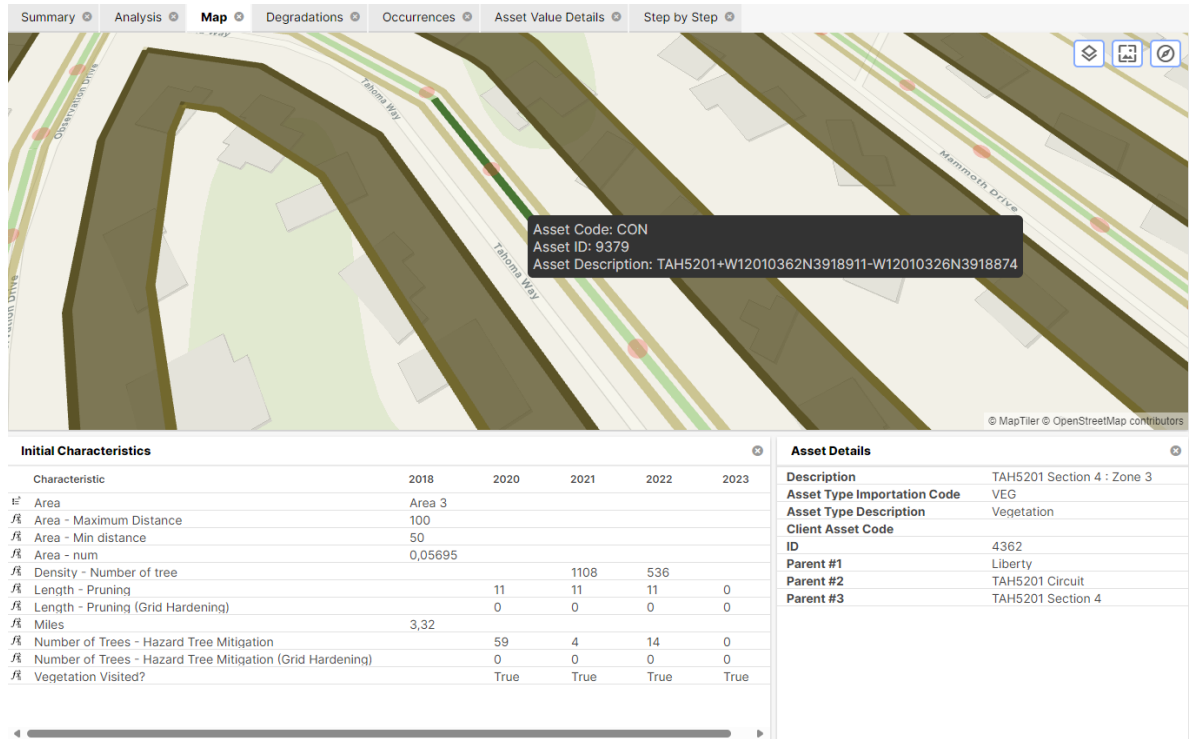 Summary Analysis Map Degradations Occurrences Asset Value Details Step by Step
Way
Observation Drive
Tahoma Way
Mammoth Drive
Tahoma Way
Asset Code: CON
Asset ID: 9379
Asset Description: TAH5201+W12010362N3918911-W12010326N3918874
vation Drive
© MapTiler © OpenStreetMap contributors
Initial Characteristics
Characteristic 2018 2020 2021 2022 2023
Area Area 3
Area - Maximum Distance 100
Area - Min distance 50
Area - num 0,05695
Density - Number of tree 1108 536
Length - Pruning 11 11 11 0
Length - Pruning (Grid Hardening) 0 0 0 0
Miles 3,32
Number of Trees - Hazard Tree Mitigation 59 4 14 0
Number of Trees - Hazard Tree Mitigation (Grid Hardening) 0 0 0 0
Vegetation Visited? True True True True
Asset Details
Description TAH5201 Section 4 : Zone 3
Asset Type Importation Code VEG
Asset Type Description Vegetation
Client Asset Code
ID 4362
Parent #1 Liberty
Parent #2 TAH5201 Circuit
Parent #3 TAH5201 Section 4